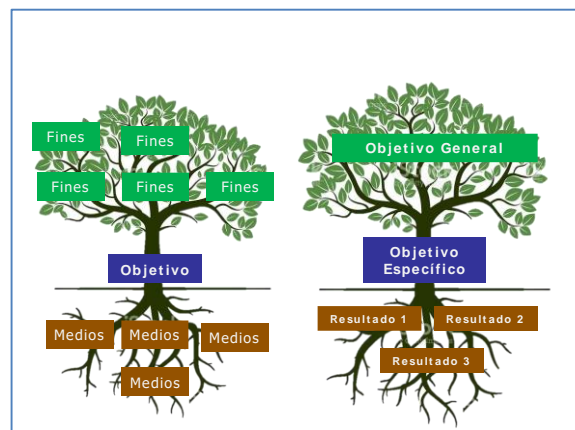 Fines
Fines
Fines
Fines
Fines
Objetivo
Medios
Medios
Medios
Medios
Objetivo General
Objetivo
Específico
Resultado 1
Resultado 2
Resultado 3